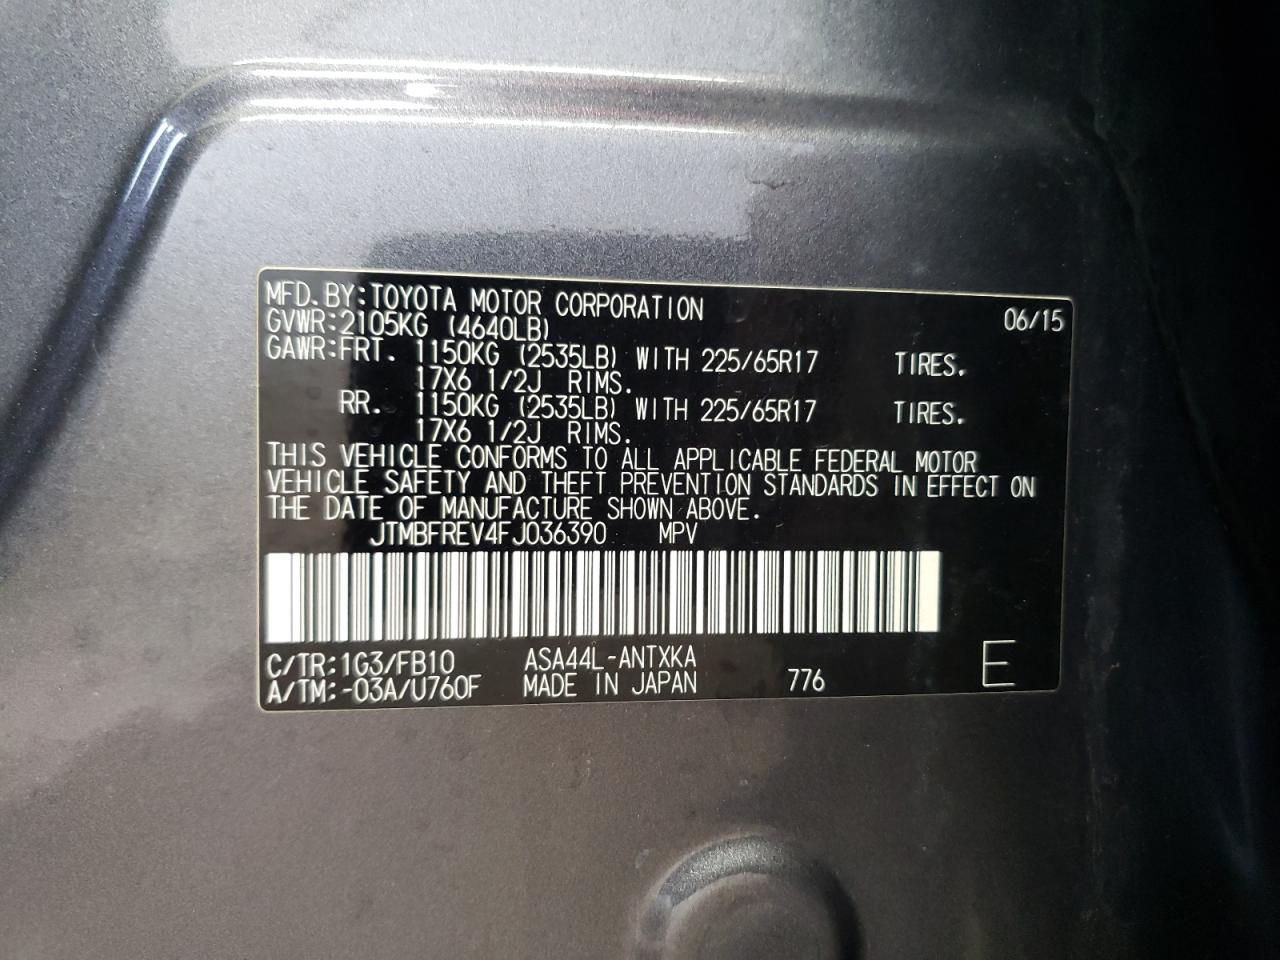 MFD.BY:TOYOTA MOTOR CORPORATION 06/15
GVWR:2105KG (4640LB)
GAWR:FRT. 1150KG (2535LB) WITH 225/65R17 TIRES.
17X6 1/2J RIMS.
RR. 1150KG (2535LB) WITH 225/65R17 TIRES.
17X6 1/2J RIMS.
THIS VEHICLE CONFORMS TO ALL APPLICABLE FEDERAL MOTOR
VEHICLE SAFETY AND THEFT PREVENTION STANDARDS IN EFFECT ON
THE DATE OF MANUFACTURE SHOWN ABOVE.
JTMBFREV4FJ036390 MPV
C/TR:1G3/FB10 ASA44L-ANTXKA
A/TM:-03A/U760F MADE IN JAPAN 776 E